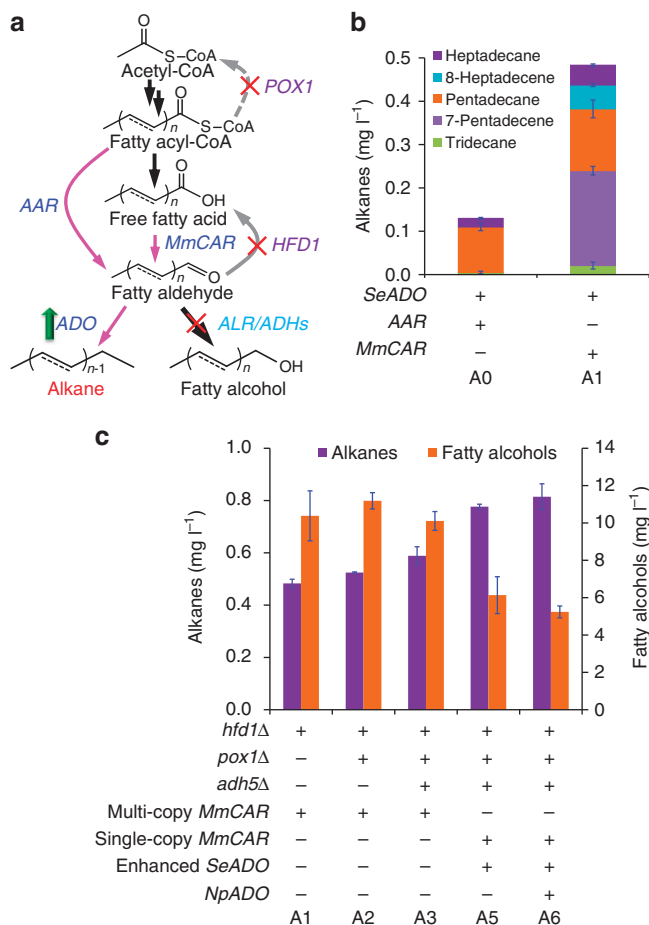 a
O
S–CoA
Acetyl-CoA
POX1
O
n
S–CoA
Fatty acyl-CoA
O
n
OH
Free fatty acid
AAR
MmCAR
HFD1
n
O
Fatty aldehyde
ADO
ALR/ADHs
n-1
Alkane
n
OH
Fatty alcohol
b
Alkanes (mg l–1)
0.5
0.4
0.3
0.2
0.1
0.0
Heptadecane
8-Heptadecene
Pentadecane
7-Pentadecene
Tridecane
SeADO + +
AAR + –
MmCAR – +
A0 A1
c
Alkanes Fatty alcohols
Alkanes (mg l–1)
1.0
0.8
0.6
0.4
0.2
0.0
Fatty alcohols (mg l–1)
14
12
10
8
6
4
2
0
hfd1Δ + + + + +
pox1Δ – + + + +
adh5Δ – – + + +
Multi-copy MmCAR + + + – –
Single-copy MmCAR – – – + +
Enhanced SeADO – – – + +
NpADO – – – – +
A1 A2 A3 A5 A6